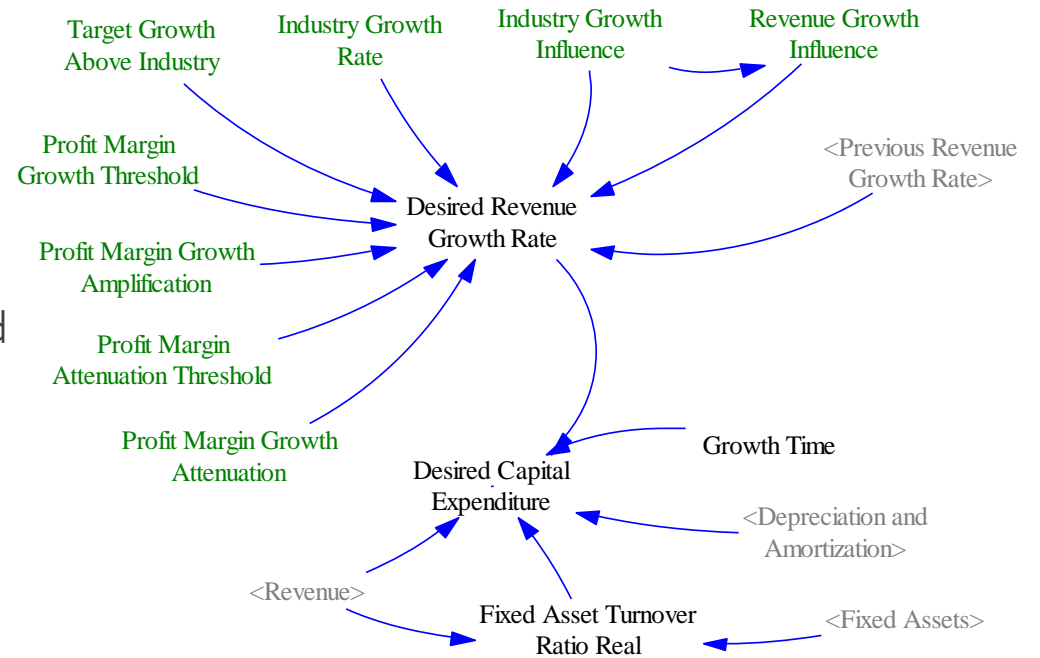 Target Growth
Above Industry
Industry Growth
Rate
Industry Growth
Influence
Revenue Growth
Influence
Profit Margin
Growth Threshold
<Previous Revenue
Growth Rate>
Desired Revenue
Growth Rate
Profit Margin Growth
Amplification
d
Profit Margin
Attenuation Threshold
Profit Margin Growth
Attenuation
Growth Time
Desired Capital
Expenditure
<Depreciation and
Amortization>
<Revenue>
Fixed Asset Turnover
Ratio Real
<Fixed Assets>